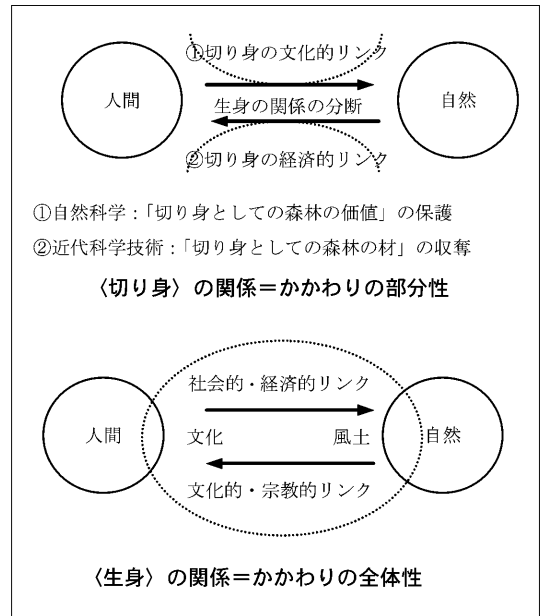 ①切り身の文化的リンク
人間
自然
生身の関係の分断
②切り身の経済的リンク
①自然科学：「切り身としての森林の価値」の保護
②近代科学技術：「切り身としての森林の材」の収奪
〈切り身〉の関係＝かかわりの部分性
社会的・経済的リンク
人間 文化 風土 自然
文化的・宗教的リンク
〈生身〉の関係＝かかわりの全体性